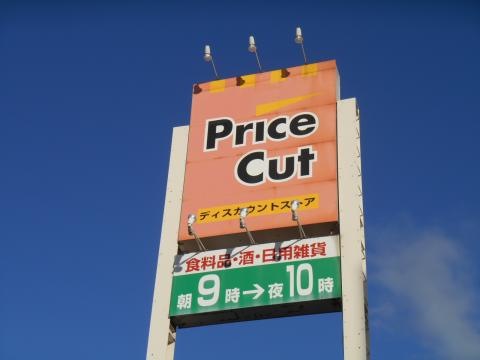 Price
Cut
ディスカウントストア
食料品・酒・日用雑貨
朝9時→夜10時